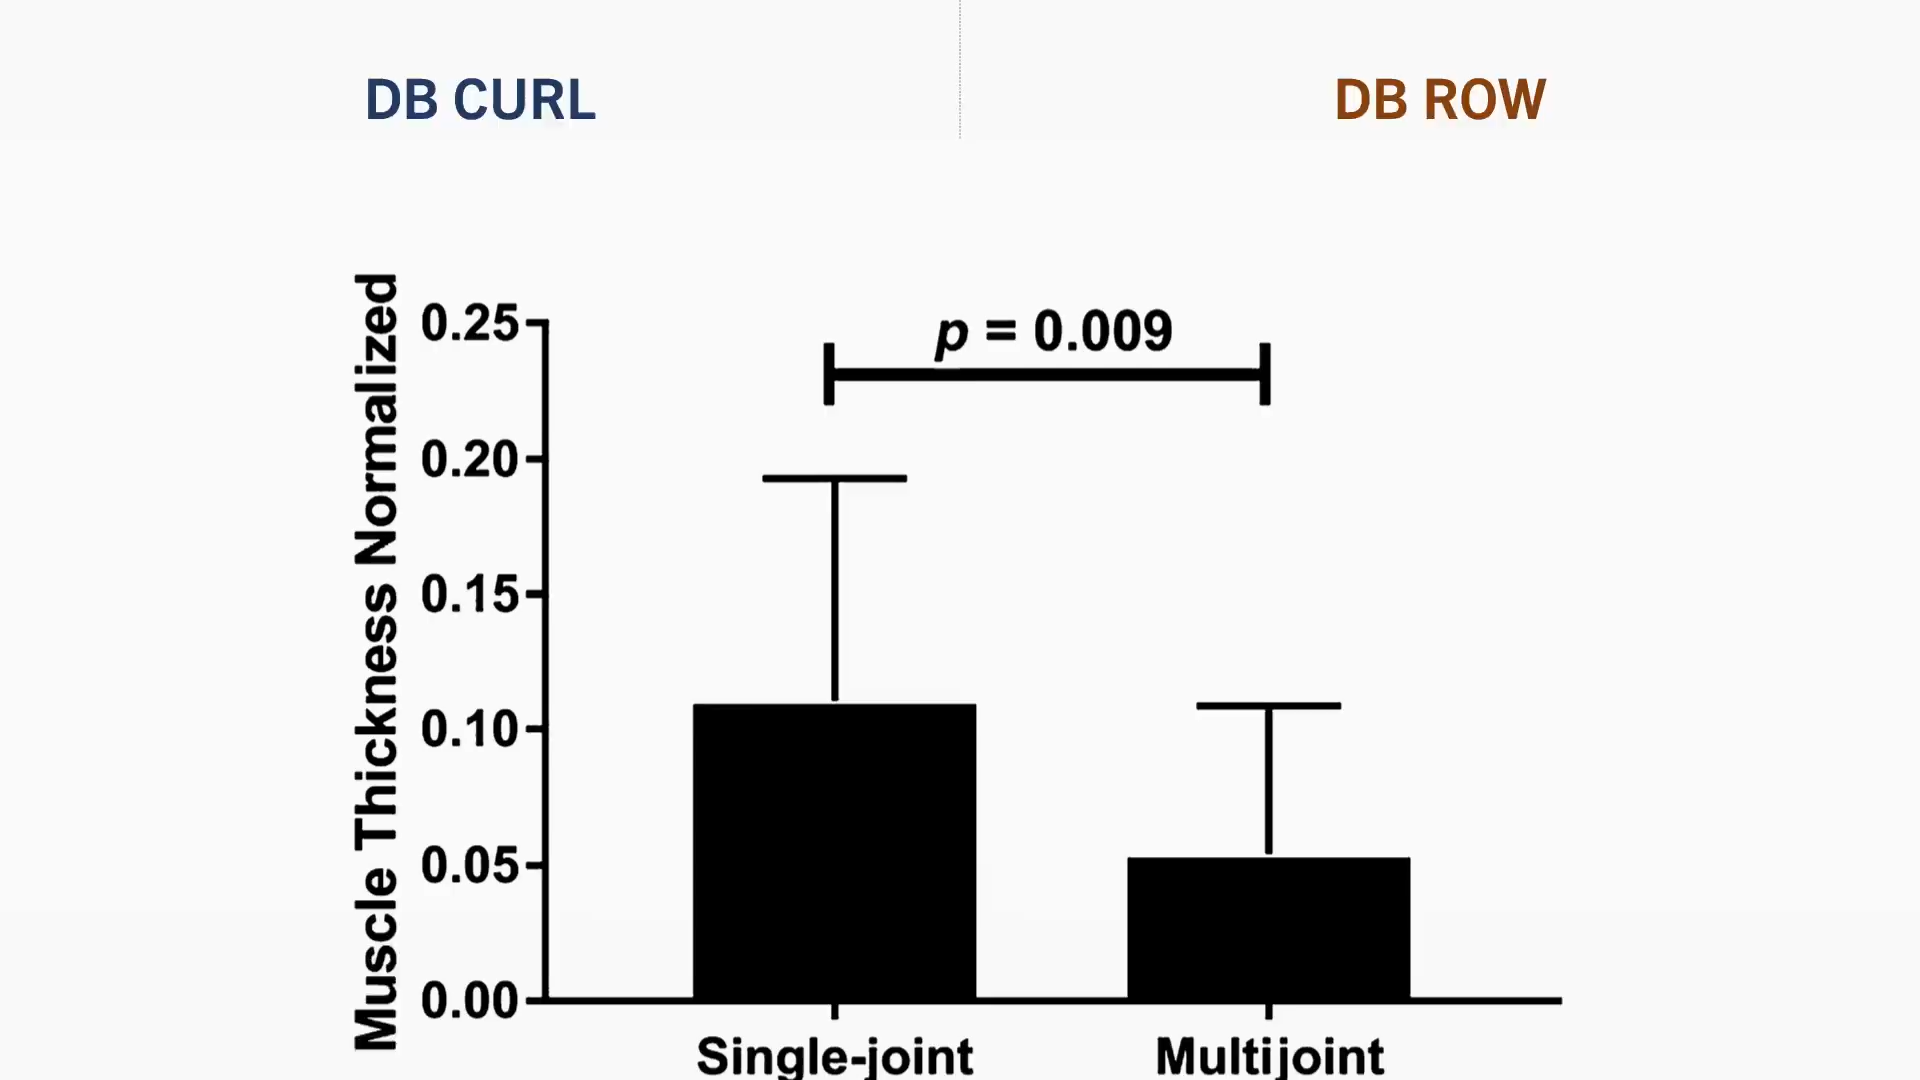 DB CURL
DB ROW
Muscle Thickness Normalized
0.25
0.20
0.15
0.10
0.05
0.00
p = 0.009
Single-joint
Multijoint